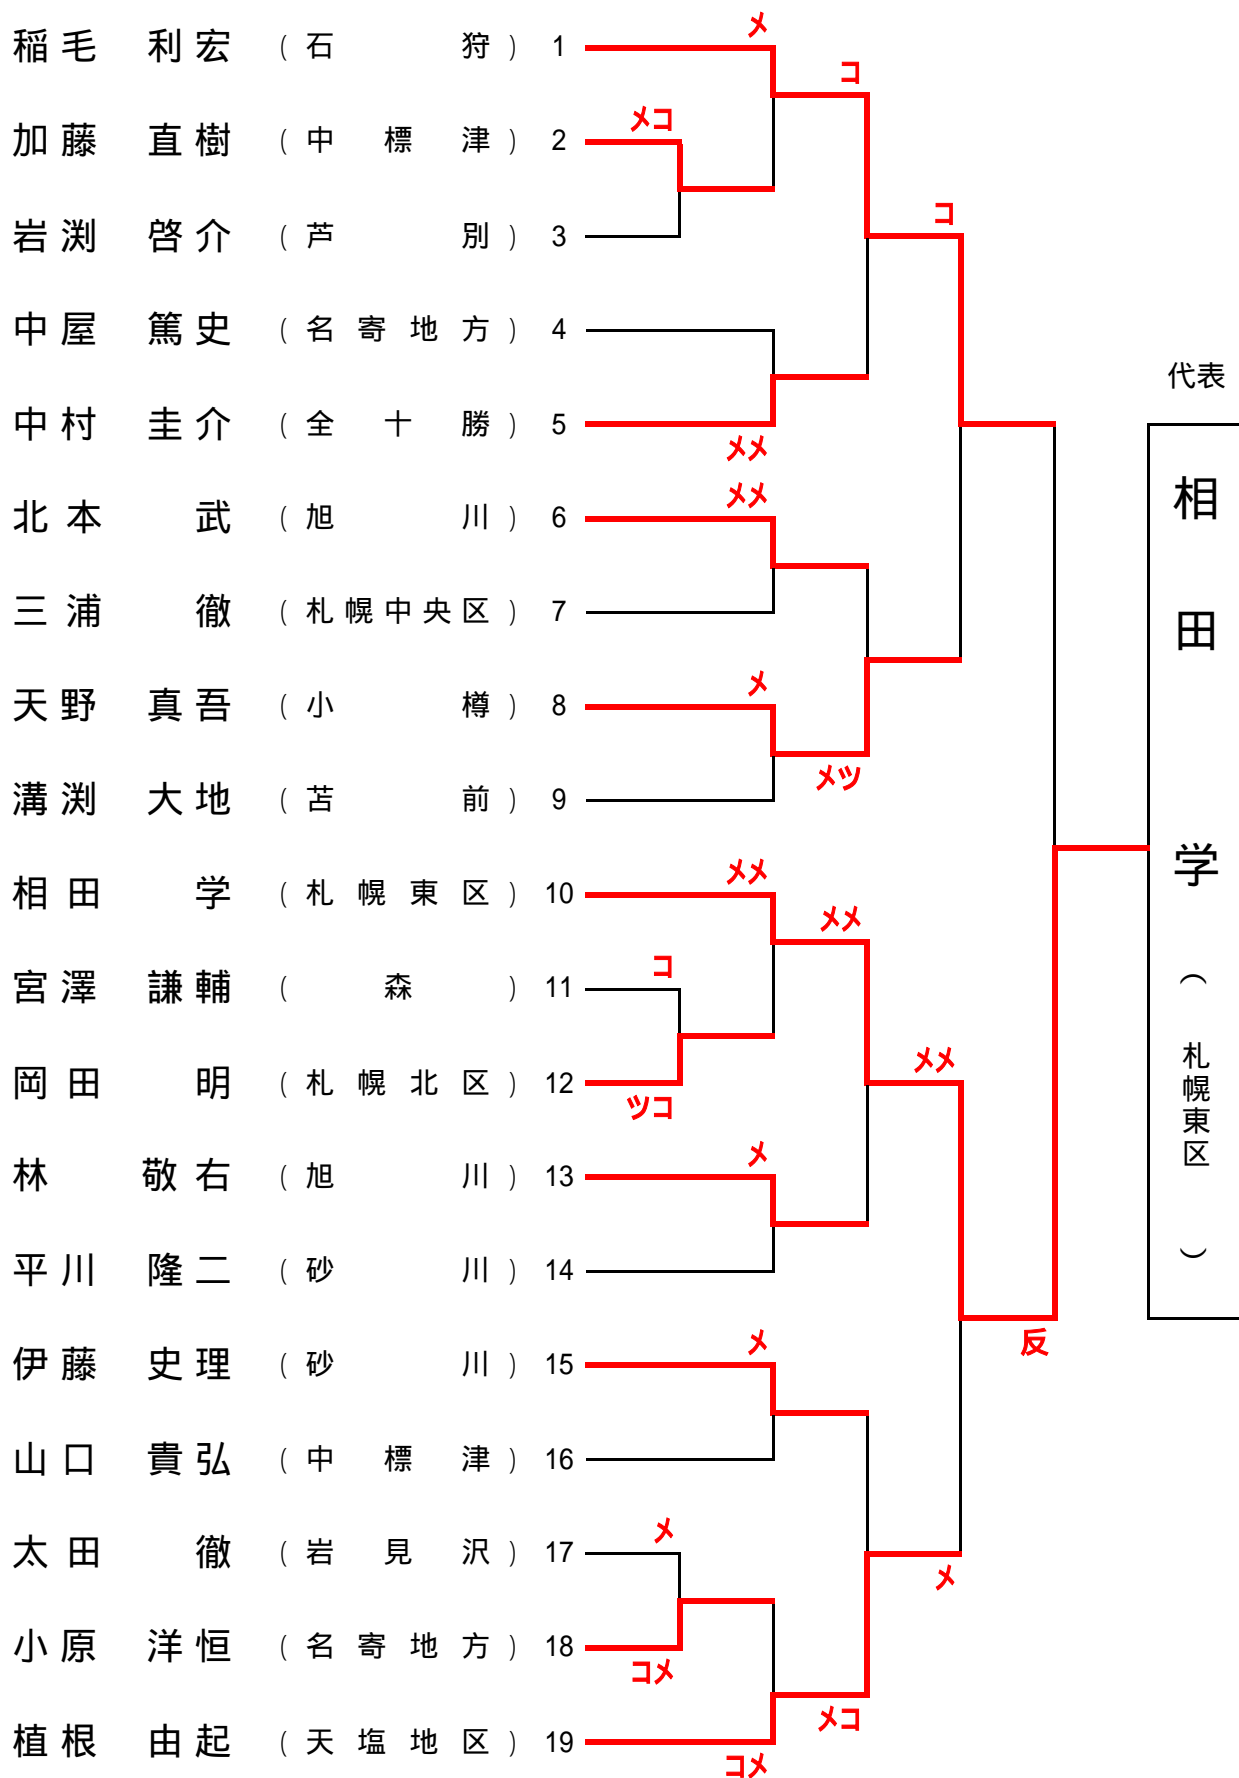 稲毛 利宏 (石狩) 1
メ
コ
加藤 直樹 (中標津) 2
メコ
岩渕 啓介 (芦別) 3
コ
中屋 篤史 (名寄地方) 4
中村 圭介 (全十勝) 5
メメ
北本 武 (旭川) 6
メメ
三浦 徹 (札幌中央区) 7
天野 真吾 (小樽) 8
メ
メツ
溝渕 大地 (苫前) 9
相田 学 (札幌東区) 10
メメ
メメ
宮澤 謙輔 (森) 11
コ
岡田 明 (札幌北区) 12
ツコ
メメ
林 敬右 (旭川) 13
メ
平川 隆二 (砂川) 14
伊藤 史理 (砂川) 15
メ
反
山口 貴弘 (中標津) 16
太田 徹 (岩見沢) 17
メ
メ
小原 洋恒 (名寄地方) 18
コメ
植根 由起 (天塩地区) 19
コメ
メコ
代表
相田 学 (札幌東区)